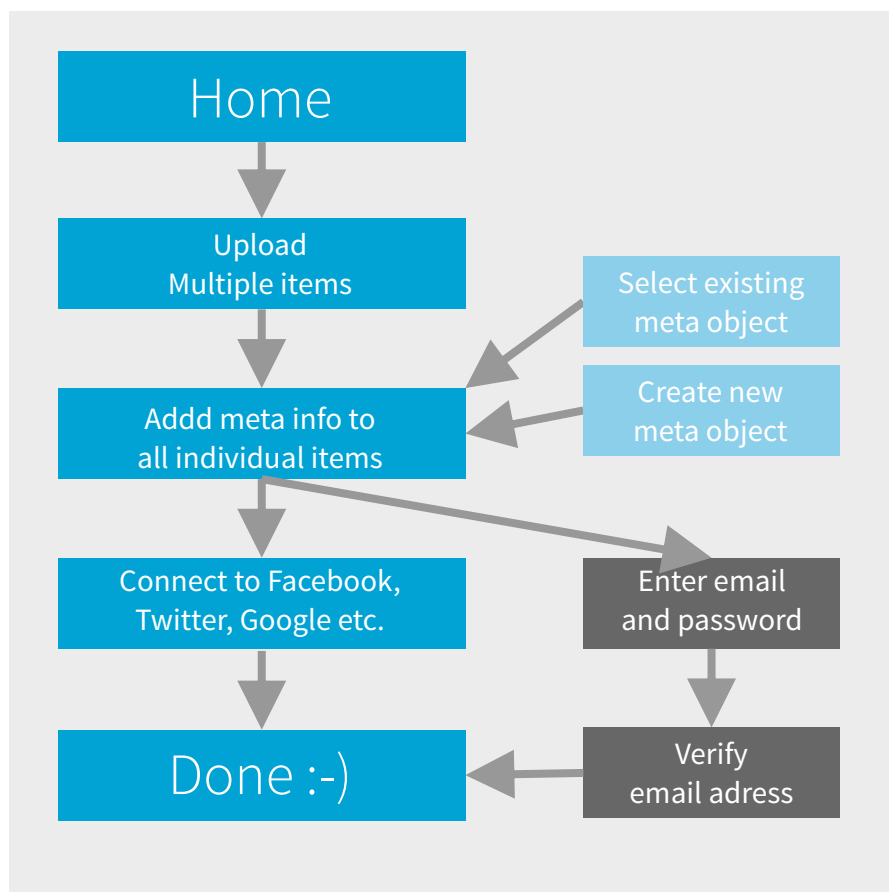 Home
Upload
Multiple items
Select existing
meta object
Create new
meta object
Addd meta info to
all individual items
Connect to Facebook,
Twitter, Google etc.
Enter email
and password
Verify
email adress
Done :-)